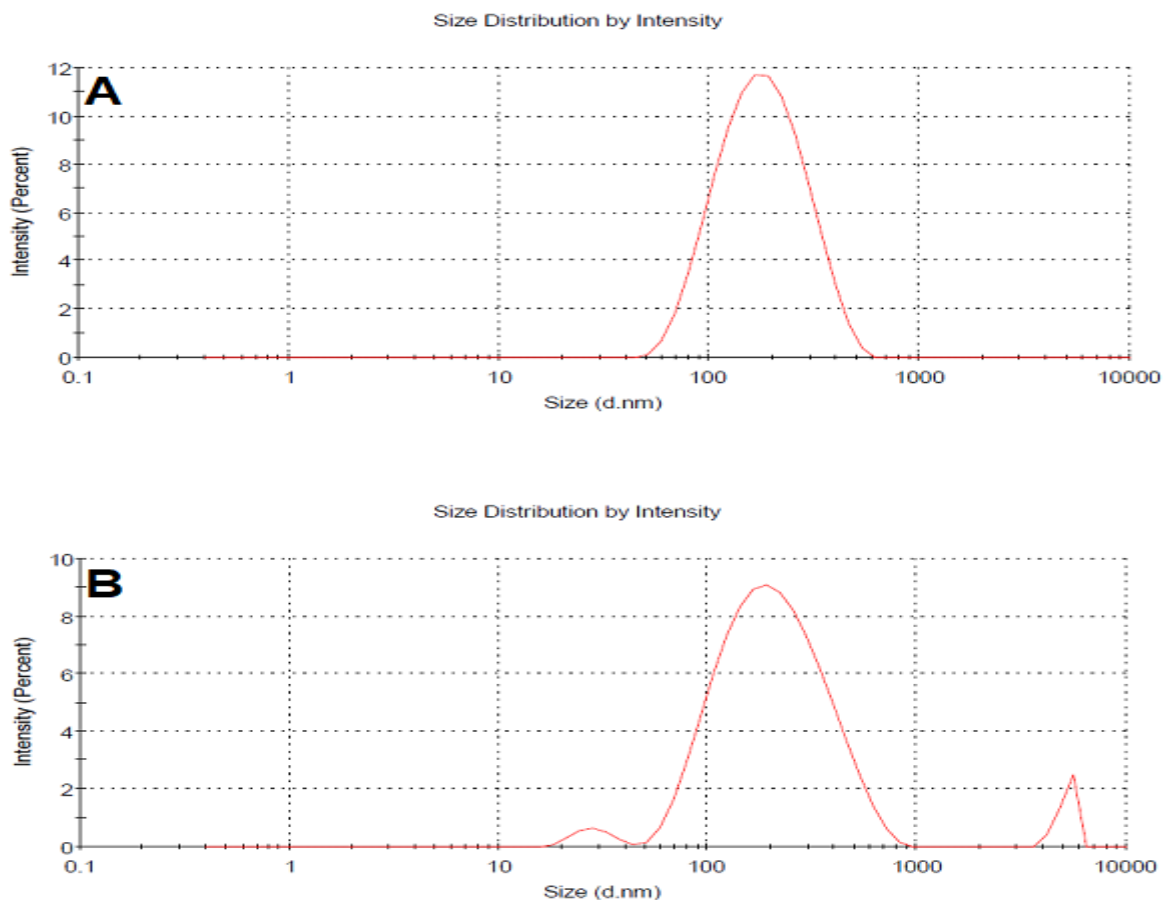 Size Distribution by Intensity
A
12
10
8
6
4
2
0
Intensity (Percent)
0.1 1 10 100 1000 10000
Size (d.nm)
Size Distribution by Intensity
B
10
8
6
4
2
0
Intensity (Percent)
0.1 1 10 100 1000 10000
Size (d.nm)